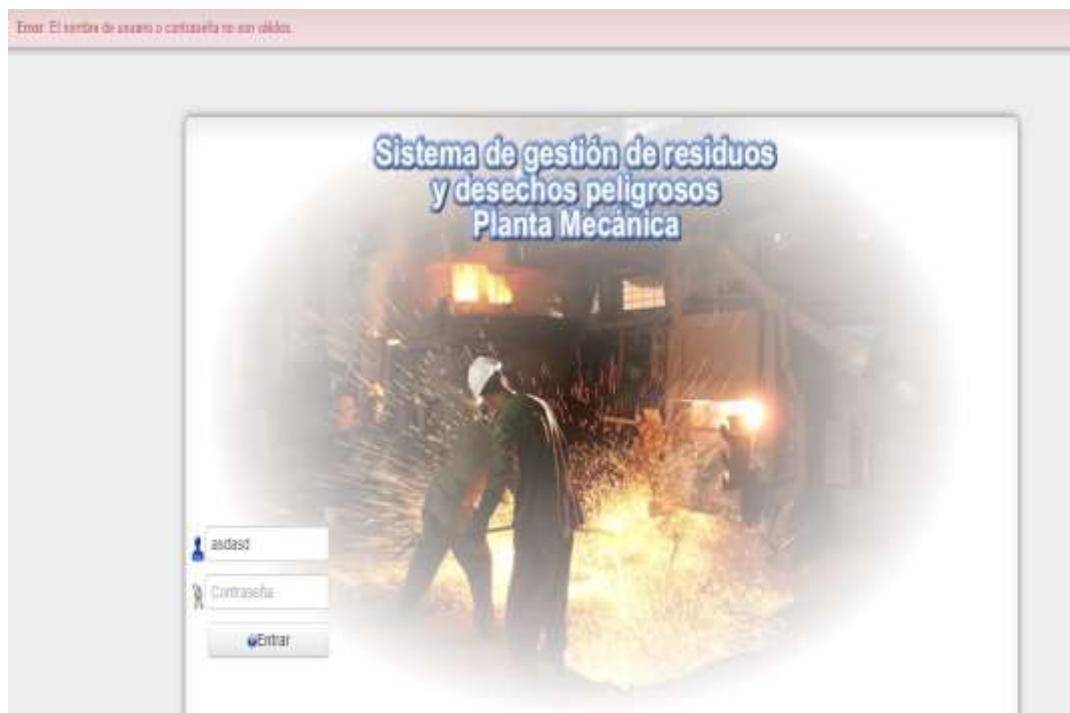 Error: El nombre de usuario o contraseña no son válidos.
Sistema de gestión de residuos
y desechos peligrosos
Planta Mecánica
asdasd
Contraseña
Entrar